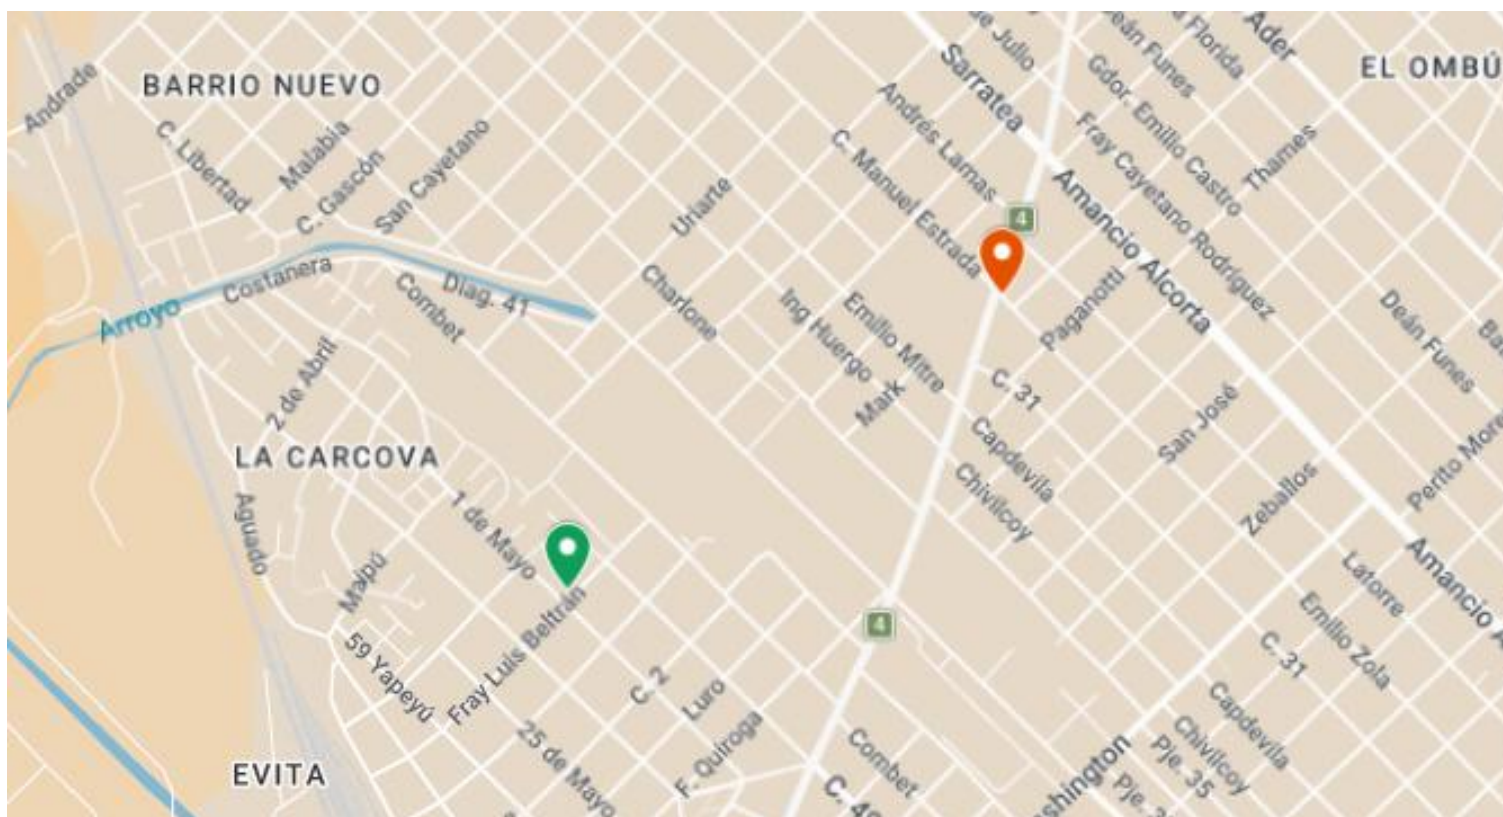 Ader
de Julio
Deán Funes
Florida
EL OMBÚ
BARRIO NUEVO
Andrade
Sarratea
Gdor. Emilio Castro
Andrés Lamas
C. Libertad
Malabia
San Cayetano
C. Manuel Estrada
Fray Cayetano Rodríguez
Thames
C. Gascón
Uriarte
4
Amancio Alcorta
Costanera
Diag. 41
Combet
Arroyo
Charlone
Paganotti
Ing Huergo
Emilio Mitre
Deán Funes
2 de Abril
Mark
C. 31
San José
Capdevila
LA CARCOVA
Chivilcoy
Zeballos
Perito More
Aguado
1 de Mayo
Maipú
Amancio A
Latorre
Fray Luis Beltrán
4
Emilio Zola
59 Yapeyú
C. 2
Luro
C. 31
Capdevila
Chivilcoy
Pje. 35
25 de Mayo
F. Quiroga
Combet
EVITA
ashington